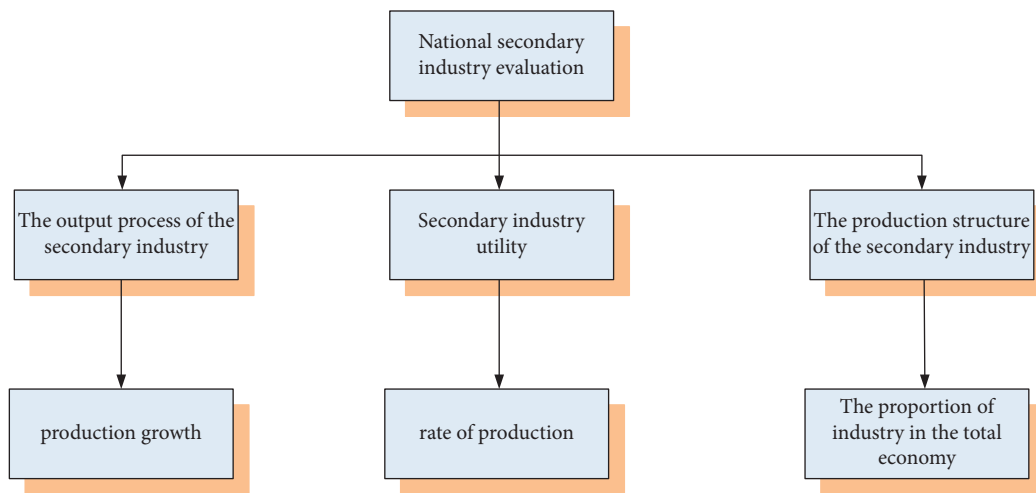 National secondary
industry evaluation
The output process of the
secondary industry
Secondary industry
utility
The production structure
of the secondary industry
production growth
rate of production
The proportion of
industry in the total
economy